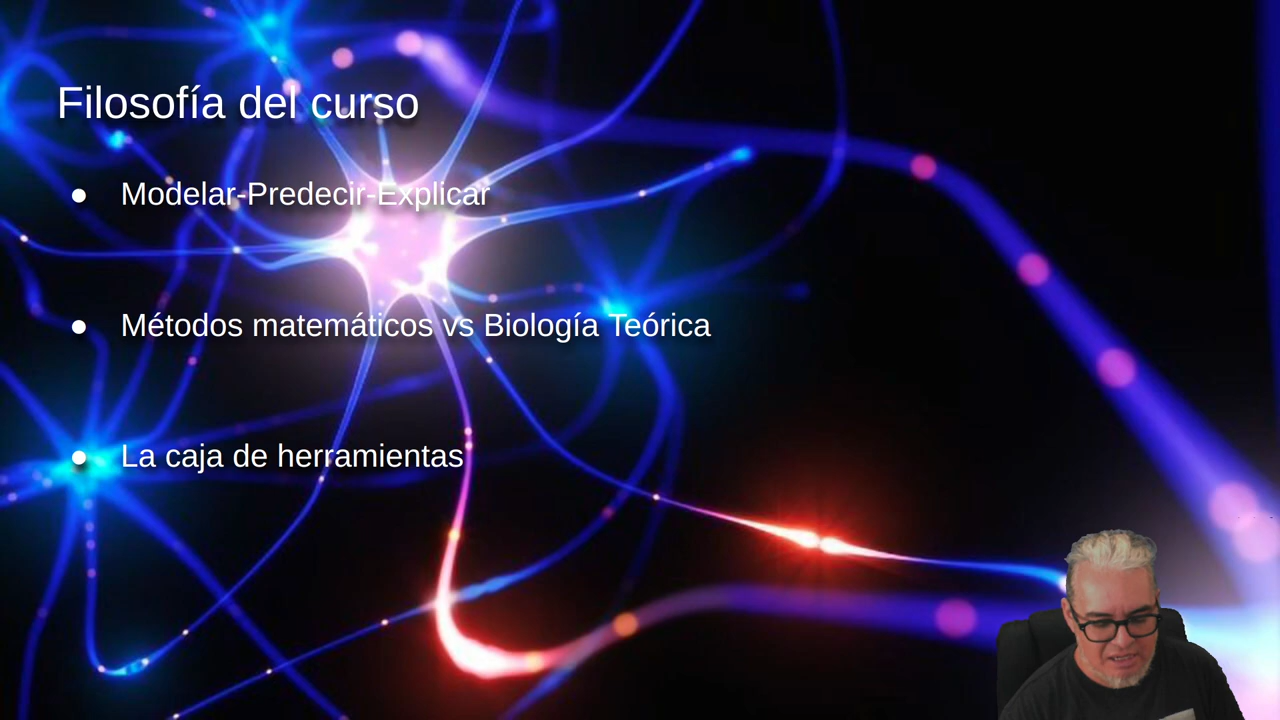 Filosofía del curso
● Modelar-Predecir-Explicar
● Métodos matemáticos vs Biología Teórica
● La caja de herramientas